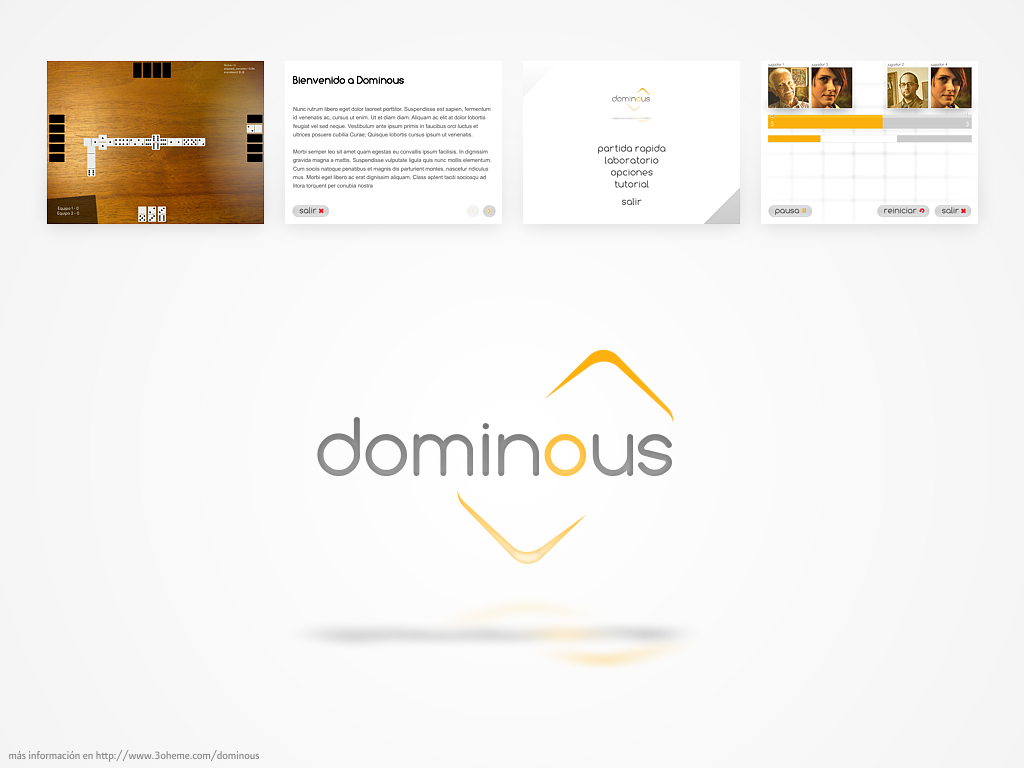 Equipo 1 - 0
Equipo 2 - 0
Bienvenido a Dominous
Nunc rutrum libero eget dolor laoreet porttitor. Suspendisse est sapien, fermentum
id venenatis ac, cursus ut enim. Ut et diam diam. Aliquam ac elit at dolor lobortis
feugiat vel sed neque. Vestibulum ante ipsum primis in faucibus orci luctus et
ultrices posuere cubilia Curae; Quisque lobortis cursus ipsum ut venenatis.
Morbi semper leo sit amet quam egestas eu convallis ipsum facilisis. In dignissim
gravida magna a mattis. Suspendisse vulputate ligula quis nunc mollis elementum.
Cum sociis natoque penatibus et magnis dis parturient montes, nascetur ridiculus
mus. Morbi eget libero ac erat dignissim aliquam. Class aptent taciti sociosqu ad
litora torquent per conubia nostra
salir
dominous
partida rapida
laboratorio
opciones
tutorial
salir
jugador 1
jugador 3
jugador 2
jugador 4
5
3
pausa
reiniciar
salir
dominous
más información en http://www.3oheme.com/dominous